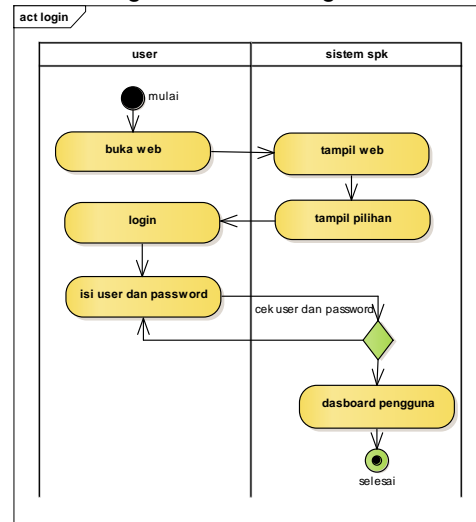 act login
user
sistem spk
mulai
buka web
tampil web
login
tampil pilihan
isi user dan password
cek user dan password
dasboard pengguna
selesai